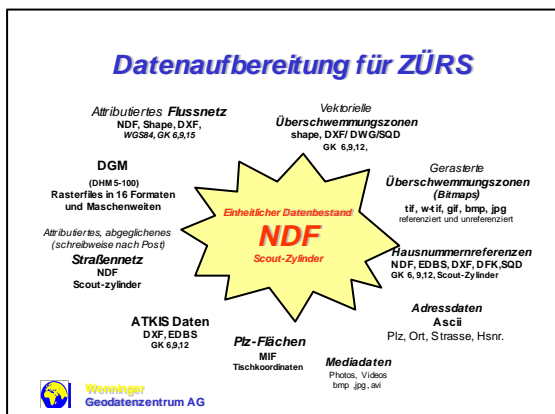 Datenaufbereitung für ZÜRS
Attributiertes Flussnetz
NDF, Shape, DXF,
WGS84, GK 6,9,15
Vektorielle
Überschwemmungszonen
shape, DXF/ DWG/SQD
GK 6,9,12,
DGM
(DHM 5-100)
Rasterfiles in 16 Formaten
und Maschenweiten
Gerasterte
Überschwemmungszonen
(Bitmaps)
tif, w-tif, gif, bmp, jpg
referenziert und unreferenziert
Einheitlicher Datenbestand
NDF
Scout-Zylinder
Attributiertes, abgeglichenes
(schreibweise nach Post)
Straßennetz
NDF
Scout-zylinder
Hausnummernreferenzen
NDF, EDBS, DXF, DFK,SQD
GK 6, 9,12, Scout-Zylinder
ATKIS Daten
DXF, EDBS
GK 6,9,12
Plz-Flächen
MIF
Tischkoordinaten
Adressdaten
Ascii
Plz, Ort, Strasse, Hsnr.
Mediadaten
Photos, Videos
bmp ,jpg, avi
Wenninger
Geodatenzentrum AG